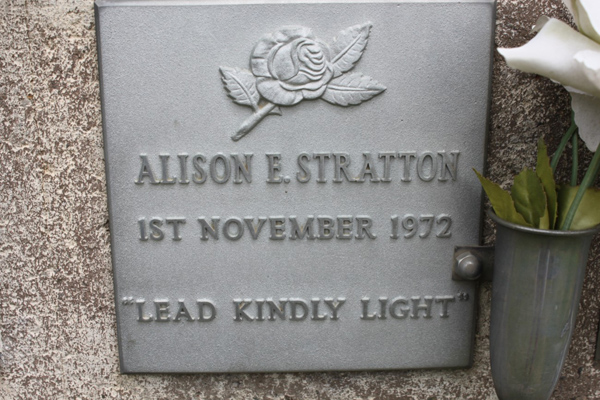 ALISON E. STRATTON
1ST NOVEMBER 1972
"LEAD KINDLY LIGHT"